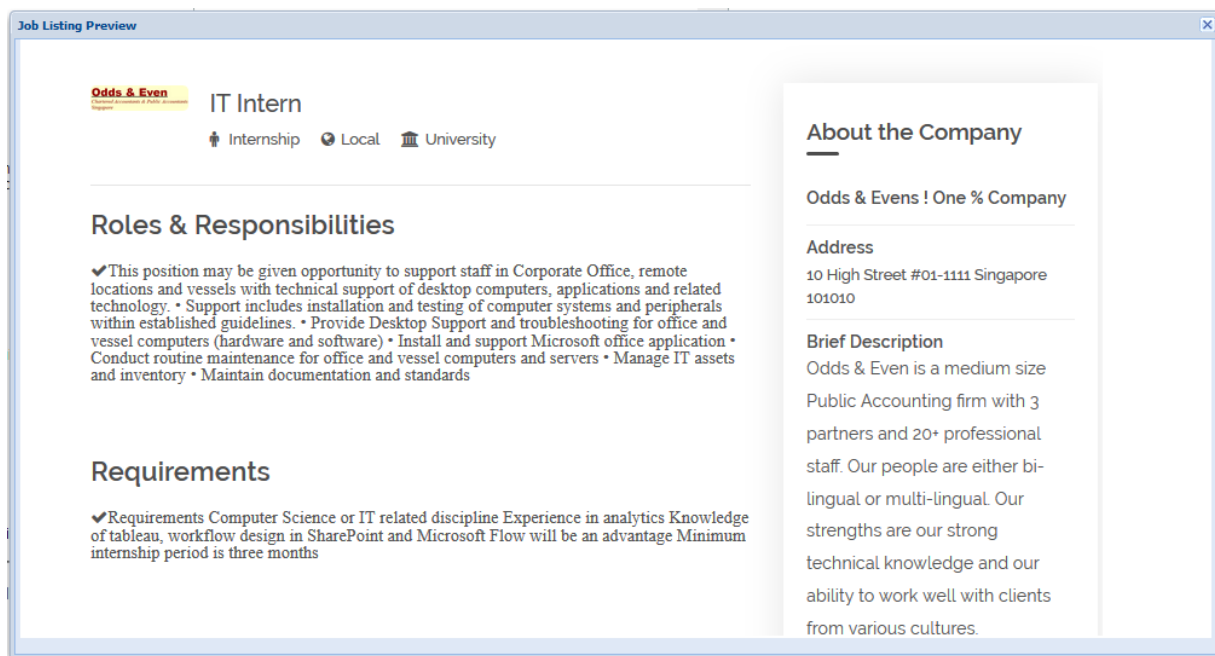 Job Listing Preview
Odds & Even
Chartered Accountants & Public Accountants
Singapore
IT Intern
Internship Local University
Roles & Responsibilities
✔This position may be given opportunity to support staff in Corporate Office, remote
locations and vessels with technical support of desktop computers, applications and related
technology. • Support includes installation and testing of computer systems and peripherals
within established guidelines. • Provide Desktop Support and troubleshooting for office and
vessel computers (hardware and software) • Install and support Microsoft office application •
Conduct routine maintenance for office and vessel computers and servers • Manage IT assets
and inventory • Maintain documentation and standards
Requirements
✔Requirements Computer Science or IT related discipline Experience in analytics Knowledge
of tableau, workflow design in SharePoint and Microsoft Flow will be an advantage Minimum
internship period is three months
About the Company
Odds & Evens ! One % Company
Address
10 High Street #01-1111 Singapore
101010
Brief Description
Odds & Even is a medium size
Public Accounting firm with 3
partners and 20+ professional
staff. Our people are either bi-
lingual or multi-lingual. Our
strengths are our strong
technical knowledge and our
ability to work well with clients
from various cultures.